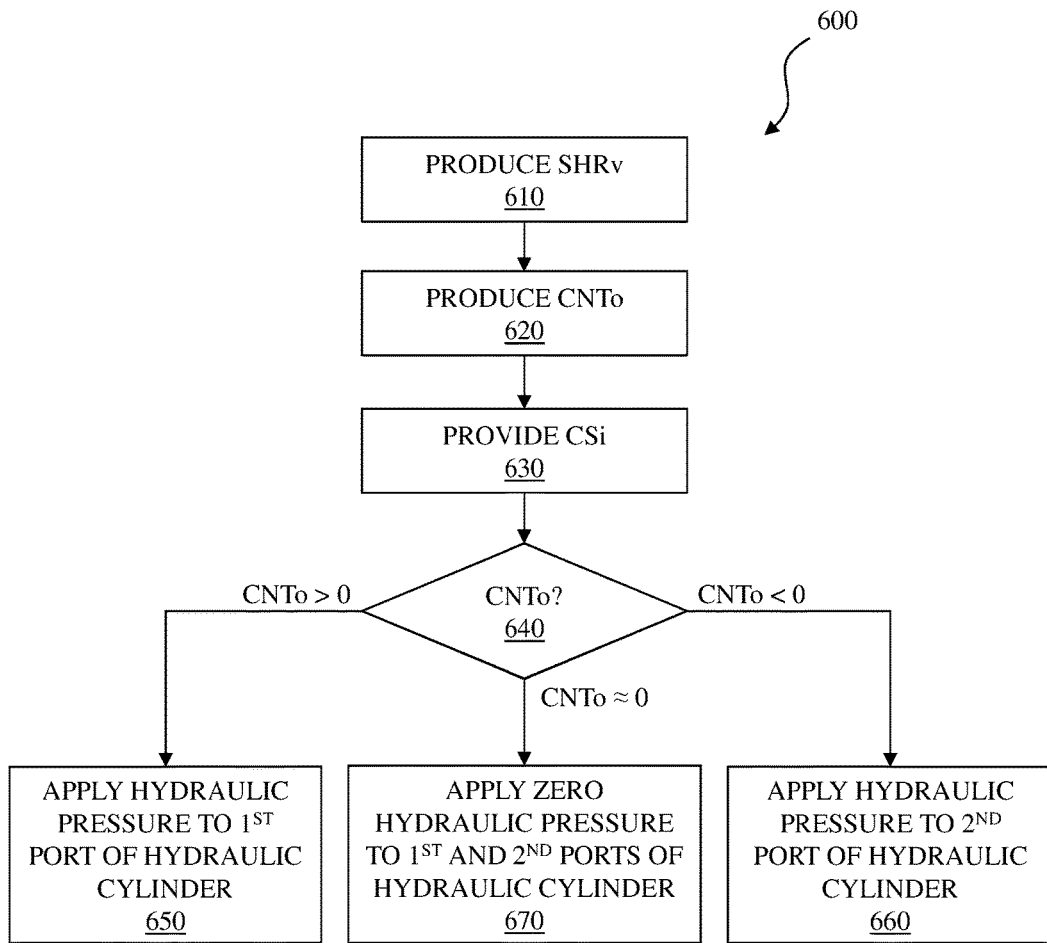 600
PRODUCE SHRv
610
PRODUCE CNTo
620
PROVIDE CSi
630
CNTo > 0
CNTo?
640
CNTo < 0
CNTo ≈ 0
APPLY HYDRAULIC
PRESSURE TO 1ST
PORT OF HYDRAULIC
CYLINDER
650
APPLY ZERO
HYDRAULIC PRESSURE
TO 1ST AND 2ND PORTS OF
HYDRAULIC CYLINDER
670
APPLY HYDRAULIC
PRESSURE TO 2ND
PORT OF HYDRAULIC
CYLINDER
660